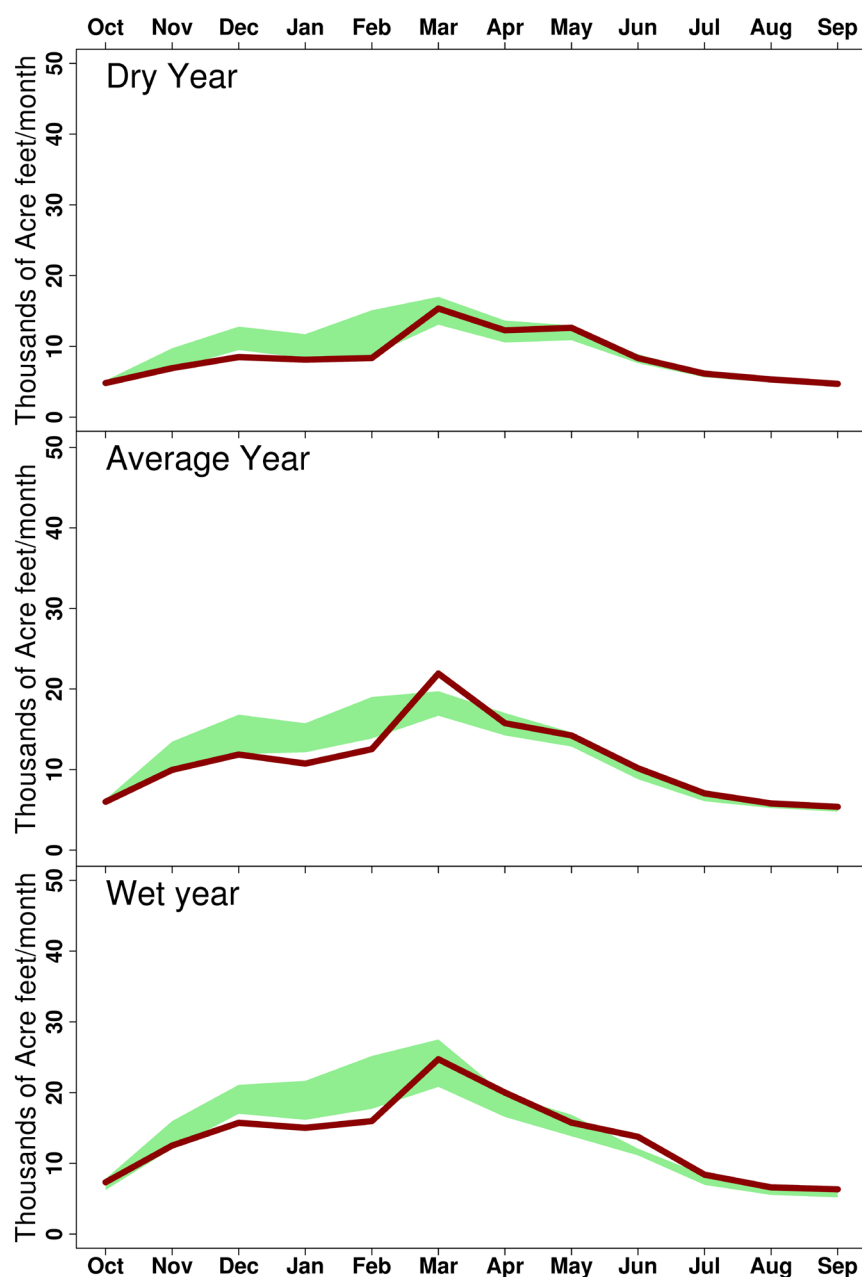 Oct Nov Dec Jan Feb Mar Apr May Jun Jul Aug Sep
Dry Year
Thousands of Acre feet/month
50
40
30
20
10
0
Average Year
Thousands of Acre feet/month
50
40
30
20
10
0
Wet year
Thousands of Acre feet/month
50
40
30
20
10
0
Oct Nov Dec Jan Feb Mar Apr May Jun Jul Aug Sep